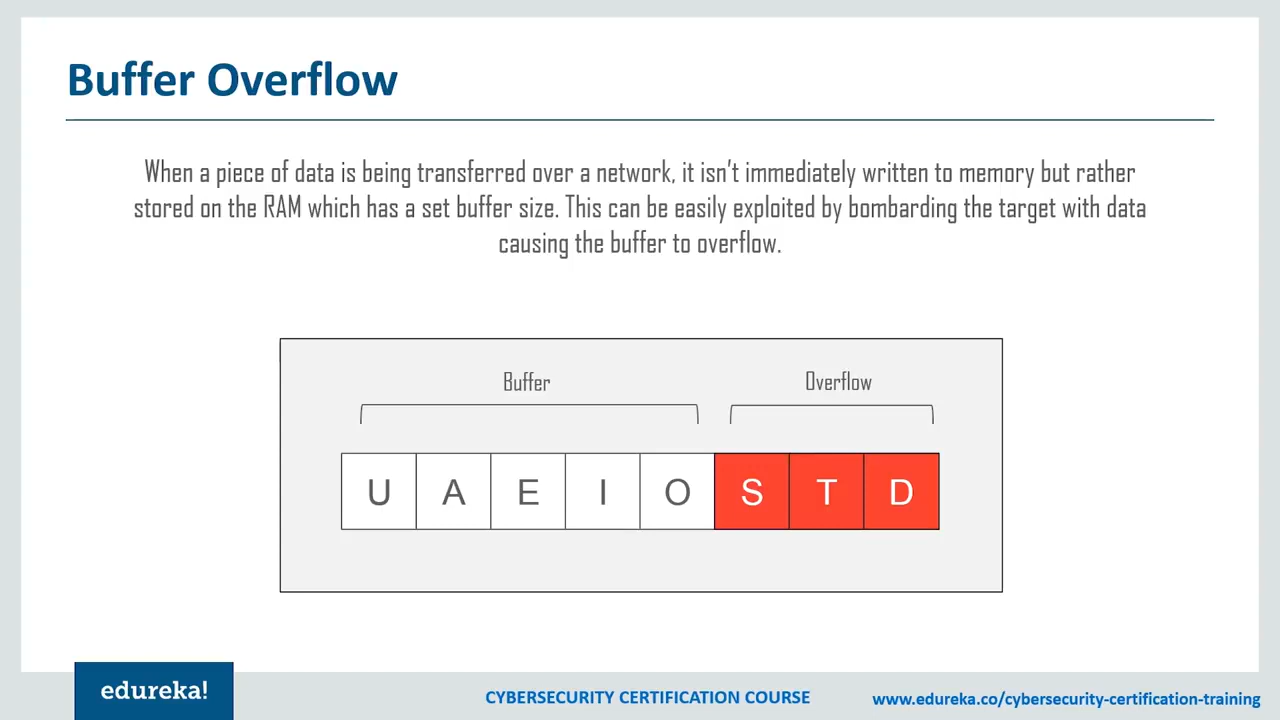 Buffer Overflow
When a piece of data is being transferred over a network, it isn't immediately written to memory but rather
stored on the RAM which has a set buffer size. This can be easily exploited by bombarding the target with data
causing the buffer to overflow.
Buffer Overflow
U A E I O S T D
edureka!
CYBERSECURITY CERTIFICATION COURSE
www.edureka.co/cybersecurity-certification-training